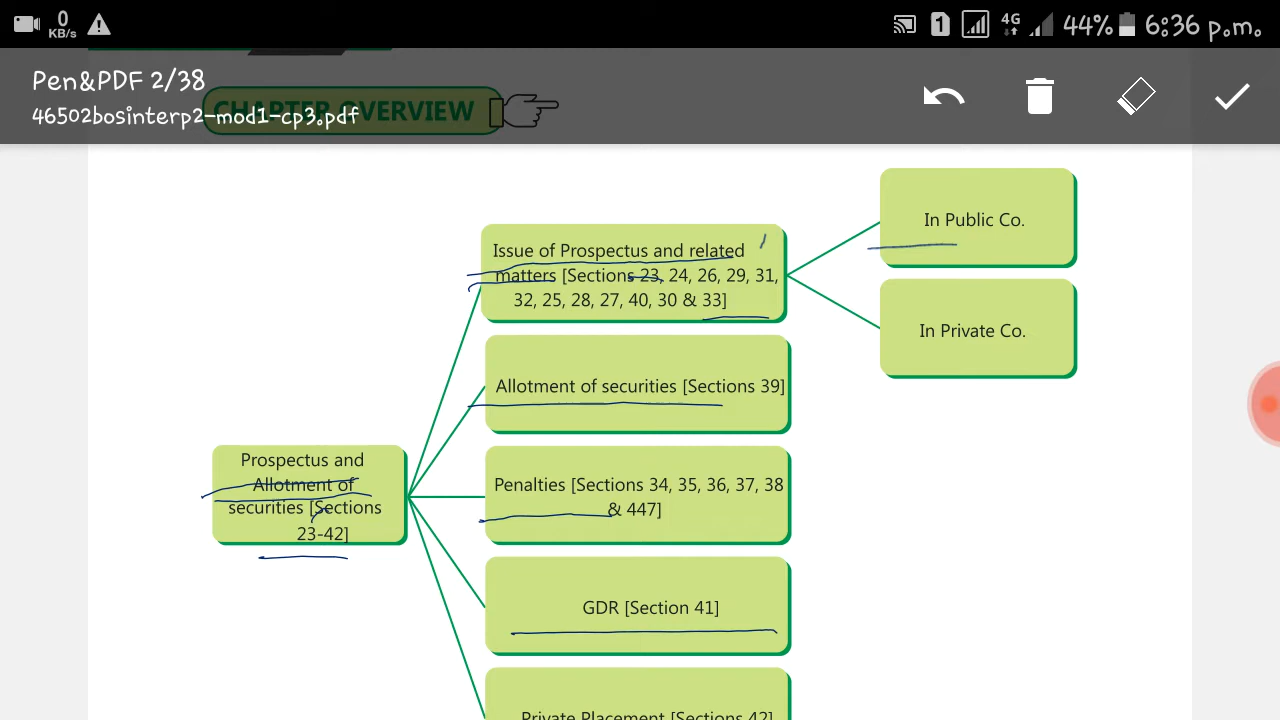 0
KB/s
1
4G
44%
6:36 p.m.
Pen&PDF 2/38
46502bosinterp2-mod1-cp3.pdf
CHAPTER OVERVIEW
In Public Co.
Issue of Prospectus and related
matters [Sections 23, 24, 26, 29, 31,
32, 25, 28, 27, 40, 30 & 33]
In Private Co.
Allotment of securities [Sections 39]
Prospectus and
Allotment of
securities [Sections
23-42]
Penalties [Sections 34, 35, 36, 37, 38
& 447]
GDR [Section 41]
Private Placement [Sections 42]